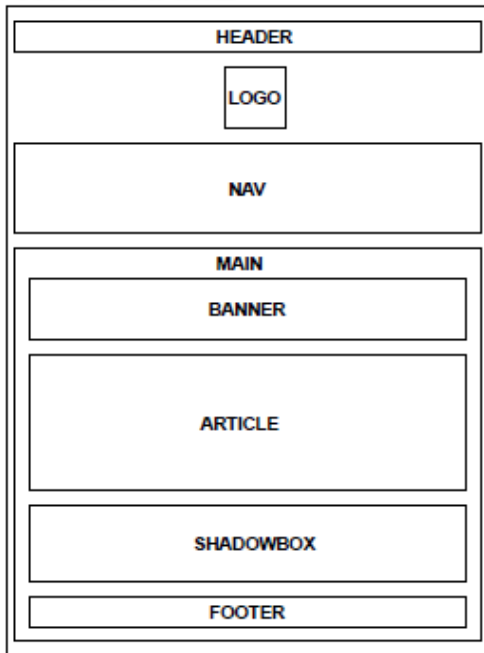 HEADER
LOGO
NAV
MAIN
BANNER
ARTICLE
SHADOWBOX
FOOTER